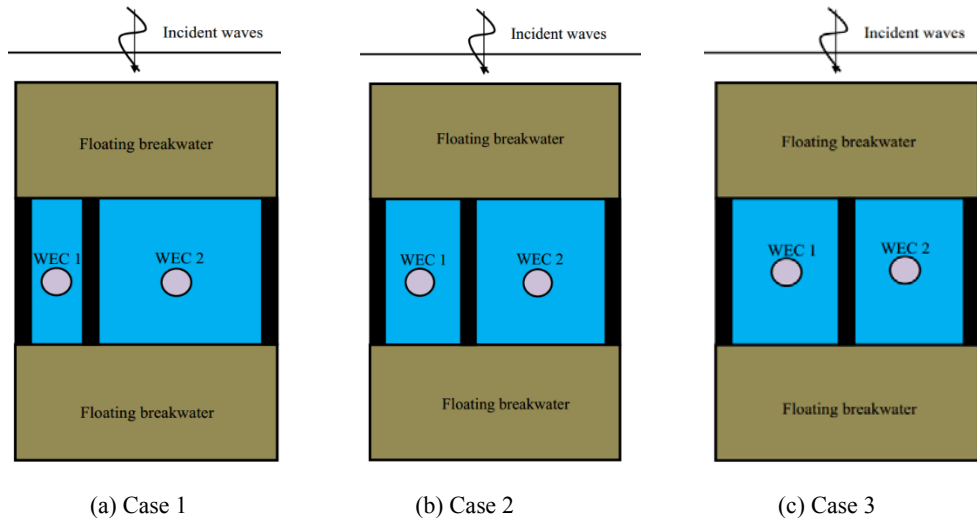 Incident waves
Floating breakwater
WEC 1
WEC 2
Floating breakwater
(a) Case 1
Incident waves
Floating breakwater
WEC 1
WEC 2
Floating breakwater
(b) Case 2
Incident waves
Floating breakwater
WEC 1
WEC 2
Floating breakwater
(c) Case 3